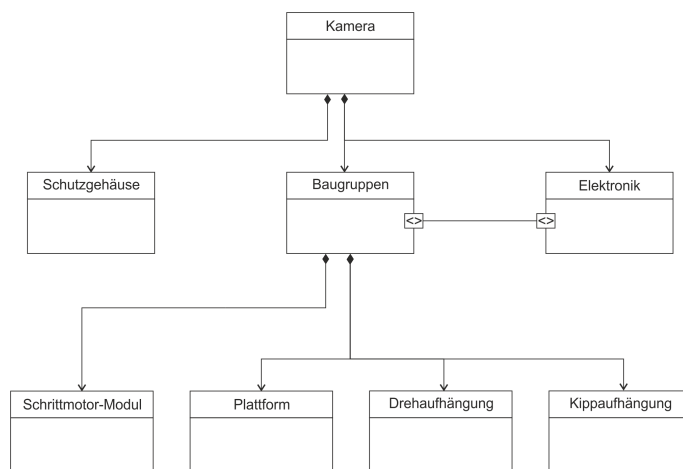 Kamera
Schutzgehäuse
Baugruppen
Elektronik
<>
<>
Schrittmotor-Modul
Plattform
Drehaufhängung
Kippaufhängung